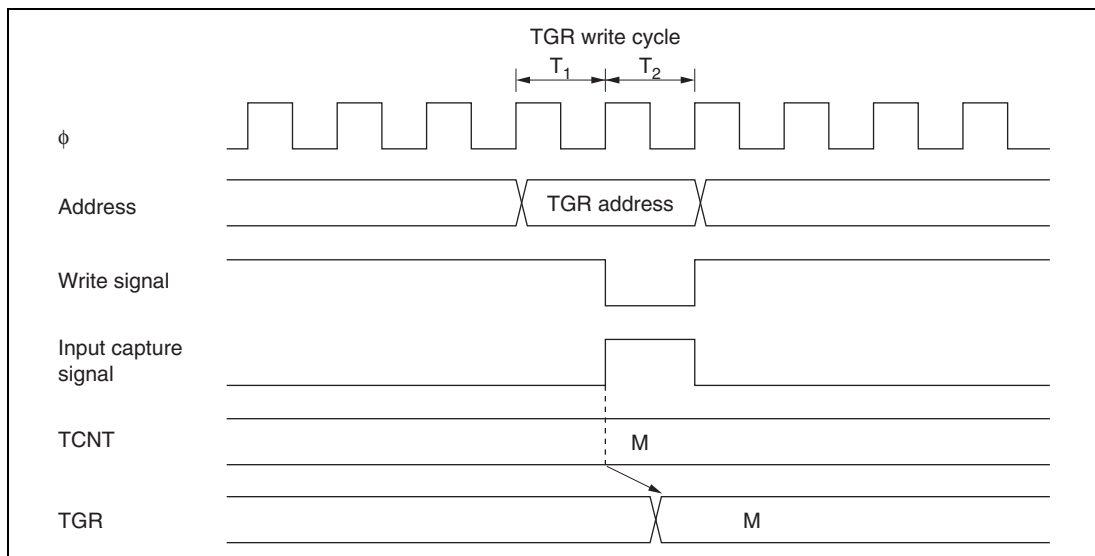 TGR write cycle
T1 T2
ϕ
Address
TGR address
Write signal
Input capture
signal
TCNT
M
TGR
M